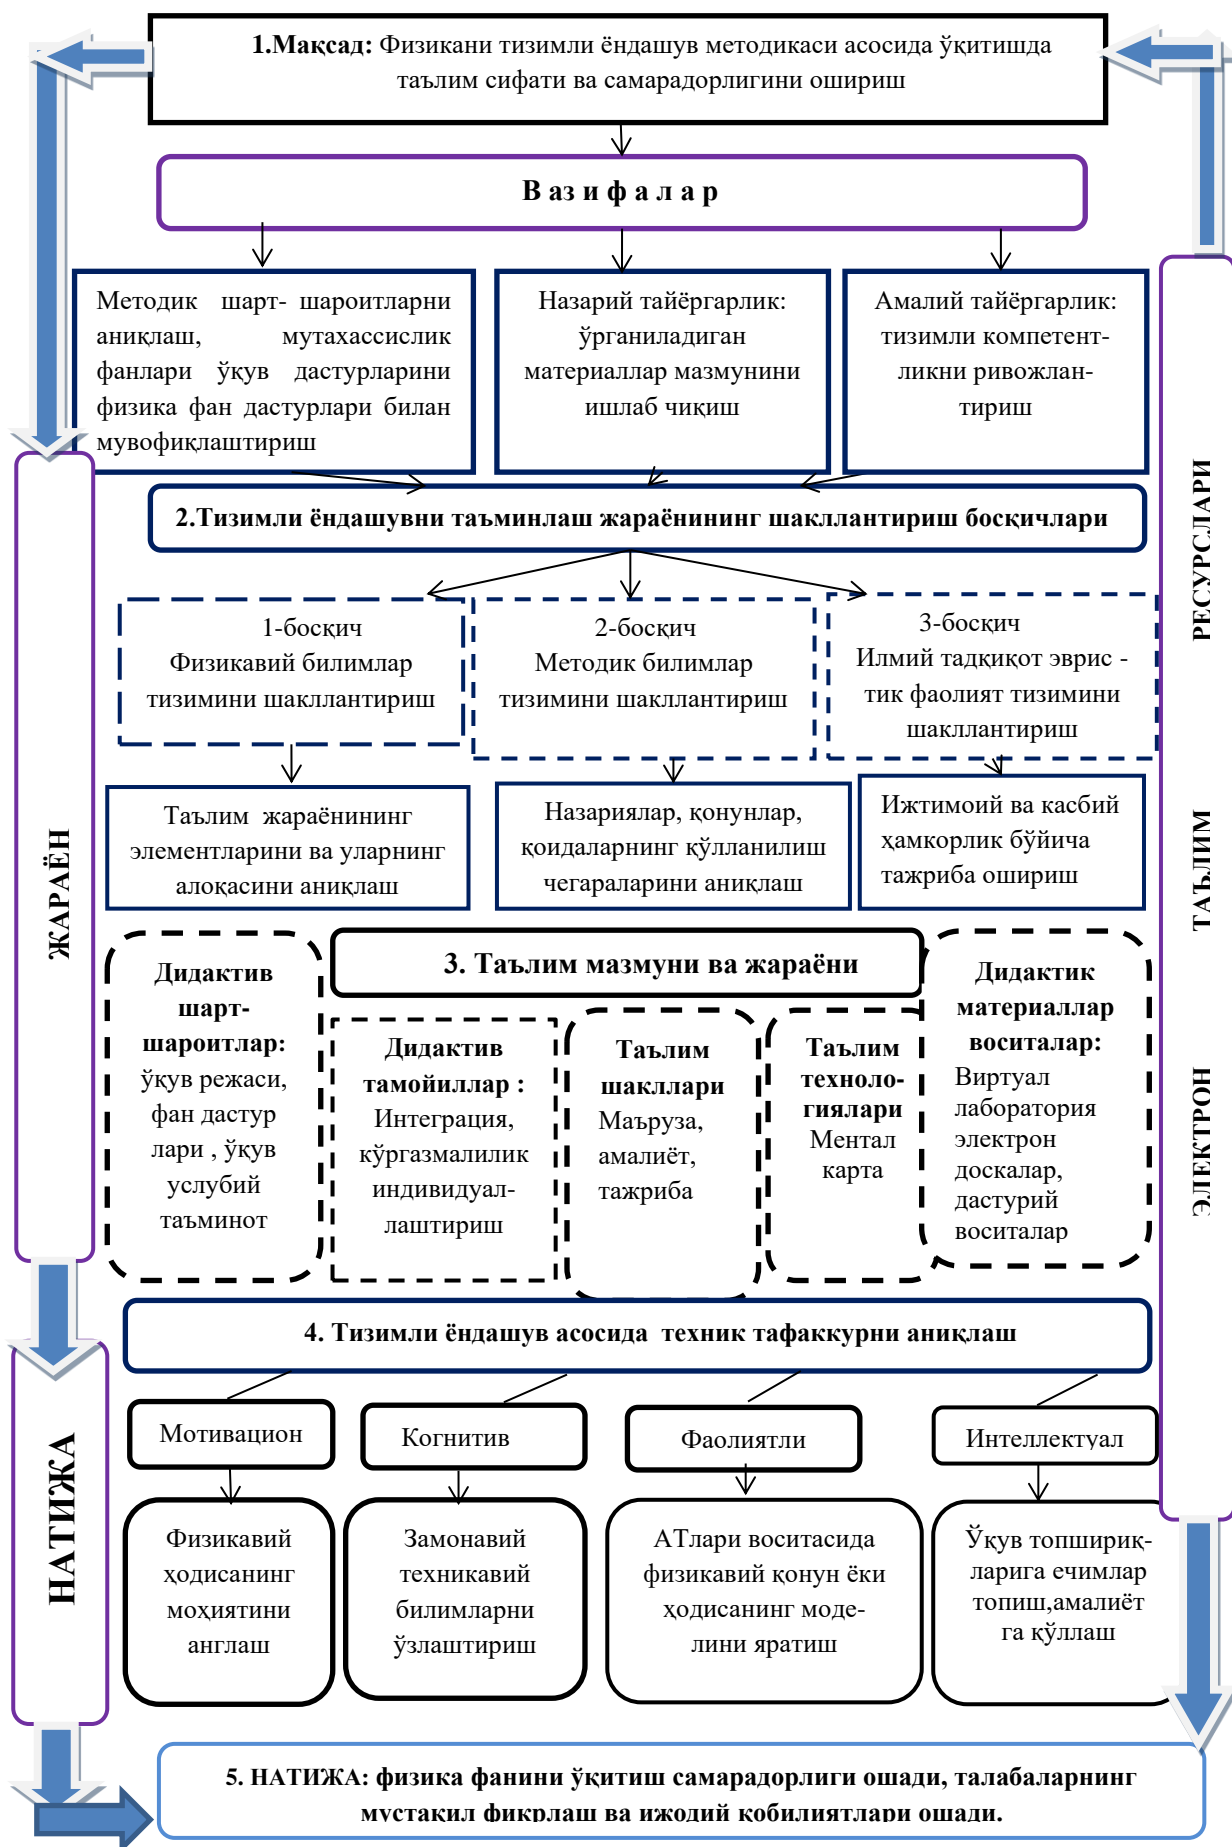 1.Мақсад: Физикани тизимли ёндашув методикаси асосида ўқитишда
таълим сифати ва самарадорлигини ошириш
В аз и ф а л а р
Методик шарт- шароитларни
аниқлаш, мутахассислик
фанлари ўқув дастурларини
физика фан дастурлари билан
мувофиқлаштириш
Назарий тайёргарлик:
ўрганиладиган
материаллар мазмунини
ишлаб чиқиш
Амалий тайёргарлик:
тизимли компетент-
ликни ривожлан-
тириш
2.Тизимли ёндашувни таъминлаш жараёнининг шакллантириш босқичлари
1-босқич
Физикавий билимлар
тизимини шакллантириш
2-босқич
Методик билимлар
тизимини шакллантириш
3-босқич
Илмий тадқиқот эврис -
тик фаолият тизимини
шакллантириш
Таълим жараёнининг
элементларини ва уларнинг
алоқасини аниқлаш
Назариялар, қонунлар,
қоидаларнинг қўлланилиш
чегараларини аниқлаш
Ижтимоий ва касбий
ҳамкорлик бўйича
тажриба ошириш
3. Таълим мазмуни ва жараёни
Дидактив
шарт-
шароитлар:
ўқув режаси,
фан дастур
лари , ўқув
услубий
таъминот
Дидактив
тамойиллар :
Интеграция,
кўргазмалилик
индивидуал-
лаштириш
Таълим
шакллари
Маъруза,
амалиёт,
тажриба
Таълим
техноло-
гиялари
Ментал
карта
Дидактик
материаллар
воситалар:
Виртуал
лаборатория
электрон
доскалар,
дастурий
воситалар
4. Тизимли ёндашув асосида техник тафаккурни аниқлаш
Мотивацион
Когнитив
Фаолиятли
Интеллектуал
Физикавий
ҳодисанинг
моҳиятини
англаш
Замонавий
техникавий
билимларни
ўзлаштириш
АТлари воситасида
физикавий қонун ёки
ҳодисанинг моде-
лини яратиш
Ўқув топшириқ-
ларига ечимлар
топиш,амалиёт
га қўллаш
5. НАТИЖА: физика фанини ўқитиш самарадорлиги ошади, талабаларнинг
мустақил фикрлаш ва ижодий қобилиятлари ошади.
ЖАРАЁН
НАТИЖА
ЭЛЕКТРОН ТАЪЛИМ РЕСУРСЛАРИ